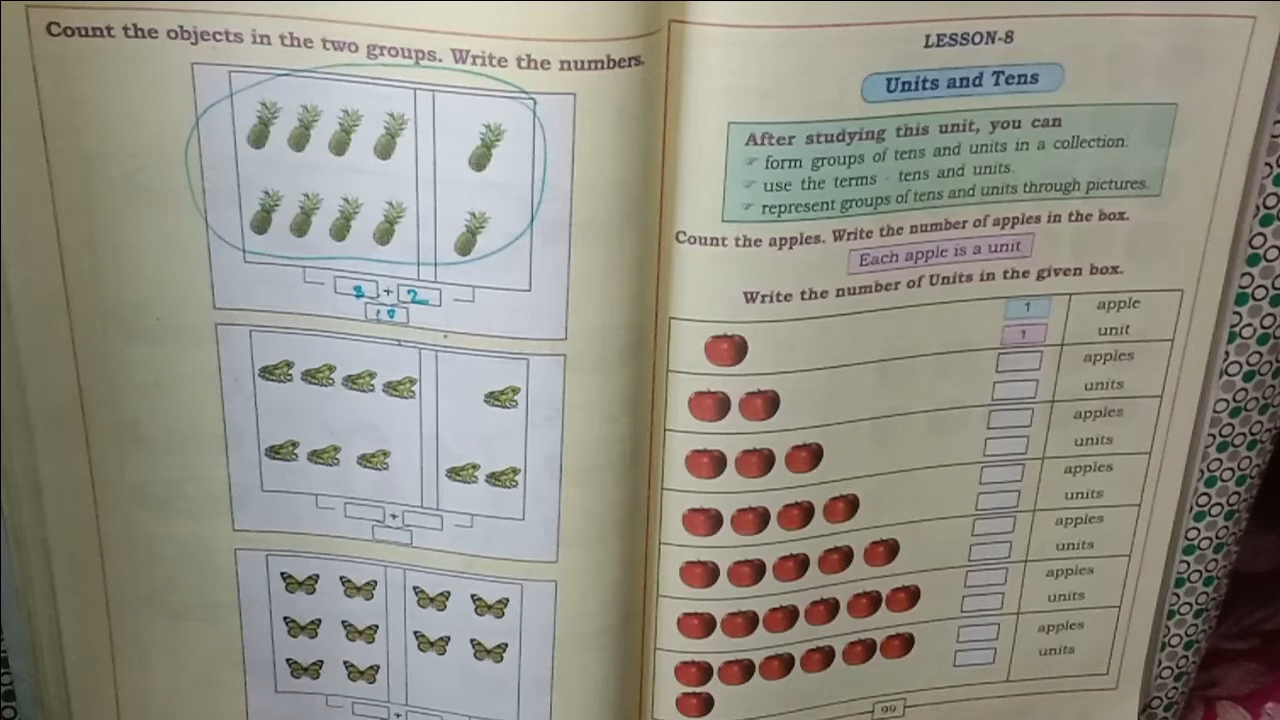 Count the objects in the two groups. Write the numbers.
8 + 2
10
+
+
LESSON-8
Units and Tens
After studying this unit, you can
☞ form groups of tens and units in a collection.
☞ use the terms - tens and units.
☞ represent groups of tens and units through pictures.
Count the apples. Write the number of apples in the box.
Each apple is a unit
Write the number of Units in the given box.
1 apple
1 unit
apples
units
apples
units
apples
units
apples
units
apples
units
apples
units
99